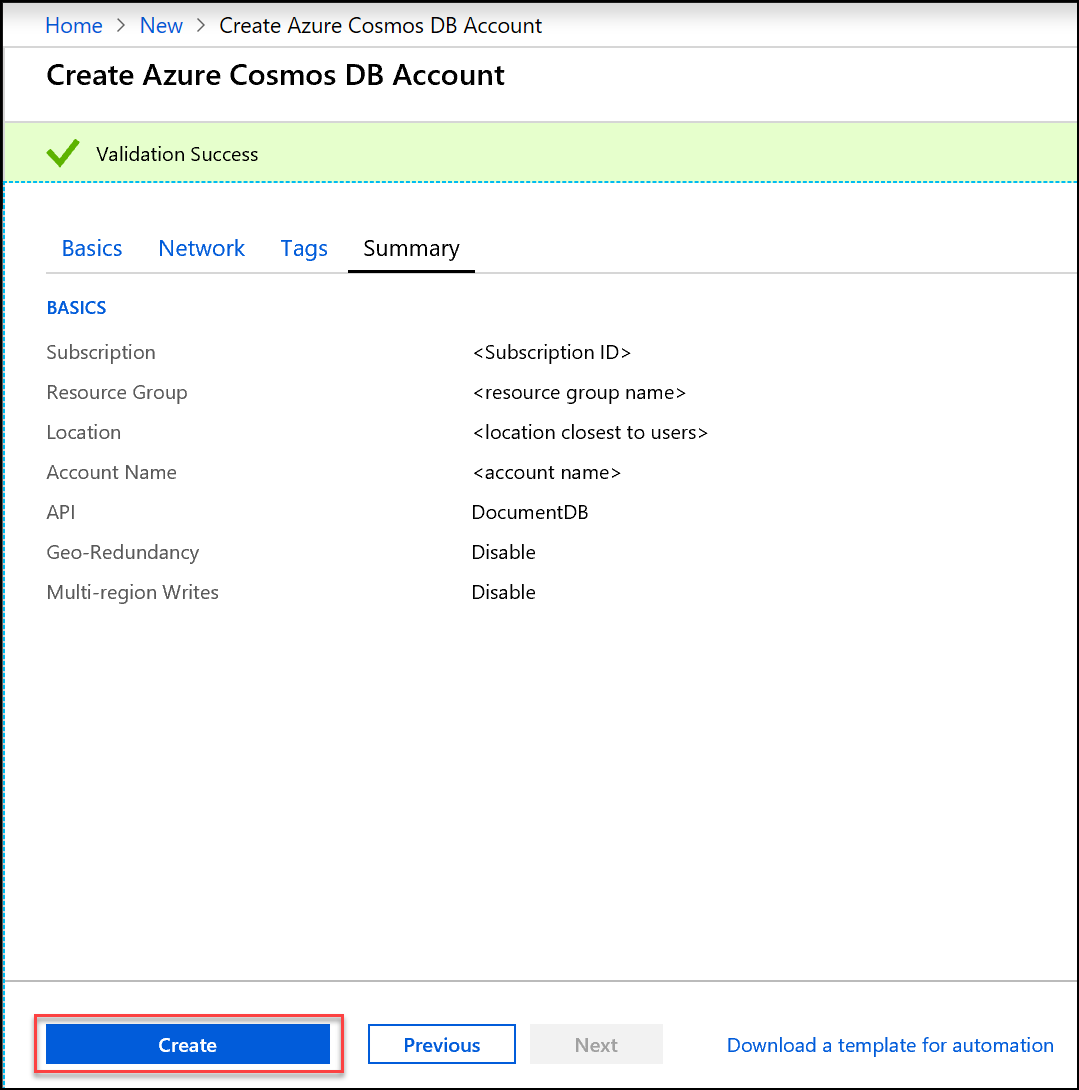 Home > New > Create Azure Cosmos DB Account
Create Azure Cosmos DB Account
Validation Success
Basics Network Tags Summary
BASICS
Subscription <Subscription ID>
Resource Group <resource group name>
Location <location closest to users>
Account Name <account name>
API DocumentDB
Geo-Redundancy Disable
Multi-region Writes Disable
Create Previous Next Download a template for automation